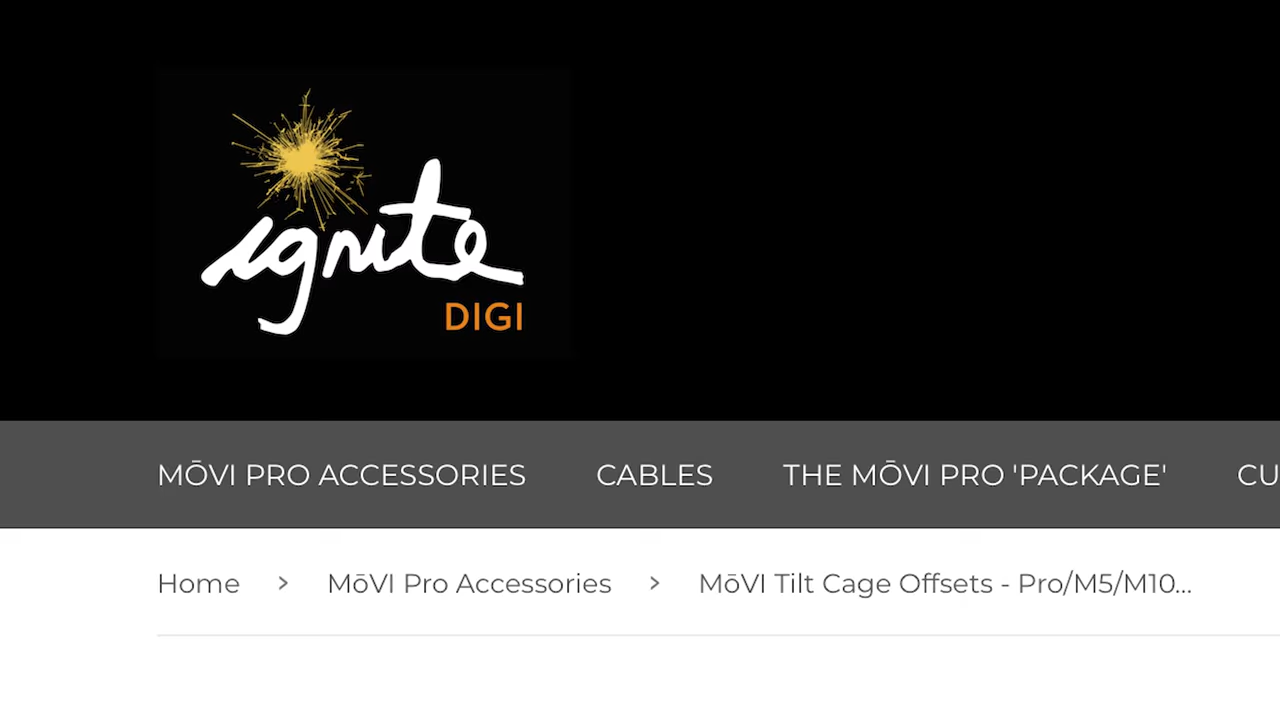 ignite
DIGI
MŌVI PRO ACCESSORIES CABLES THE MŌVI PRO 'PACKAGE' CU
Home > MōVI Pro Accessories > MōVI Tilt Cage Offsets - Pro/M5/M10...